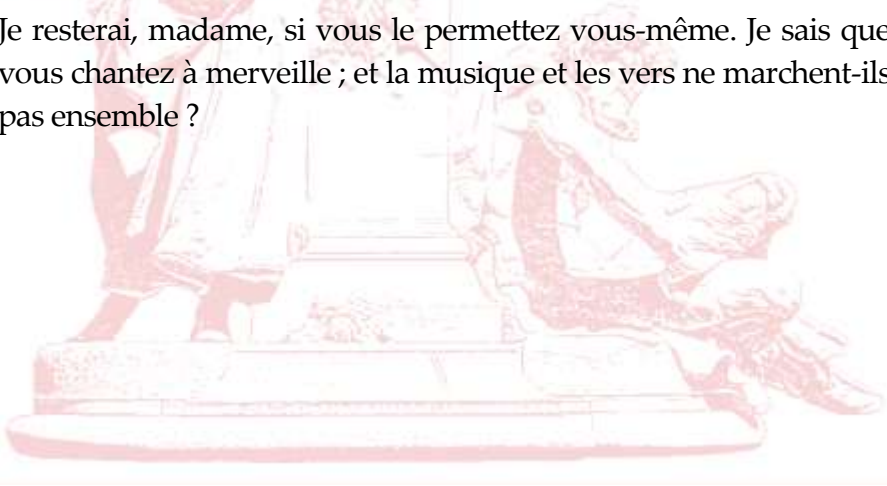 Je resterai, madame, si vous le permettez vous-même. Je sais que
vous chantez à merveille ; et la musique et les vers ne marchent-ils
pas ensemble ?